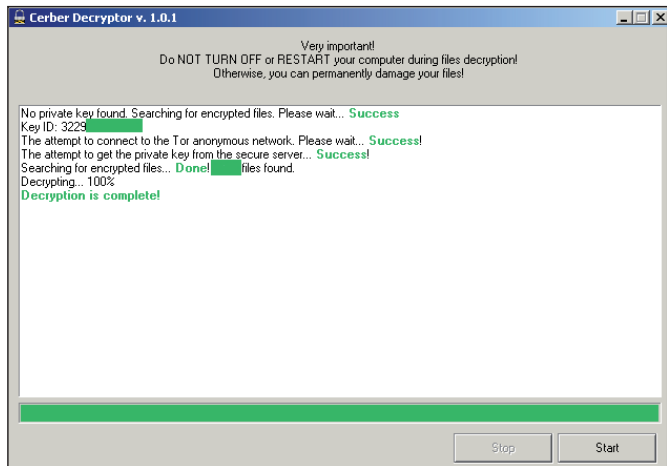 Cerber Decryptor v. 1.0.1
Very important!
Do NOT TURN OFF or RESTART your computer during files decryption!
Otherwise, you can permanently damage your files!
No private key found. Searching for encrypted files. Please wait... Success
Key ID: 3229
The attempt to connect to the Tor anonymous network. Please wait... Success!
The attempt to get the private key from the secure server... Success!
Searching for encrypted files... Done! files found.
Decrypting... 100%
Decryption is complete!
Stop Start